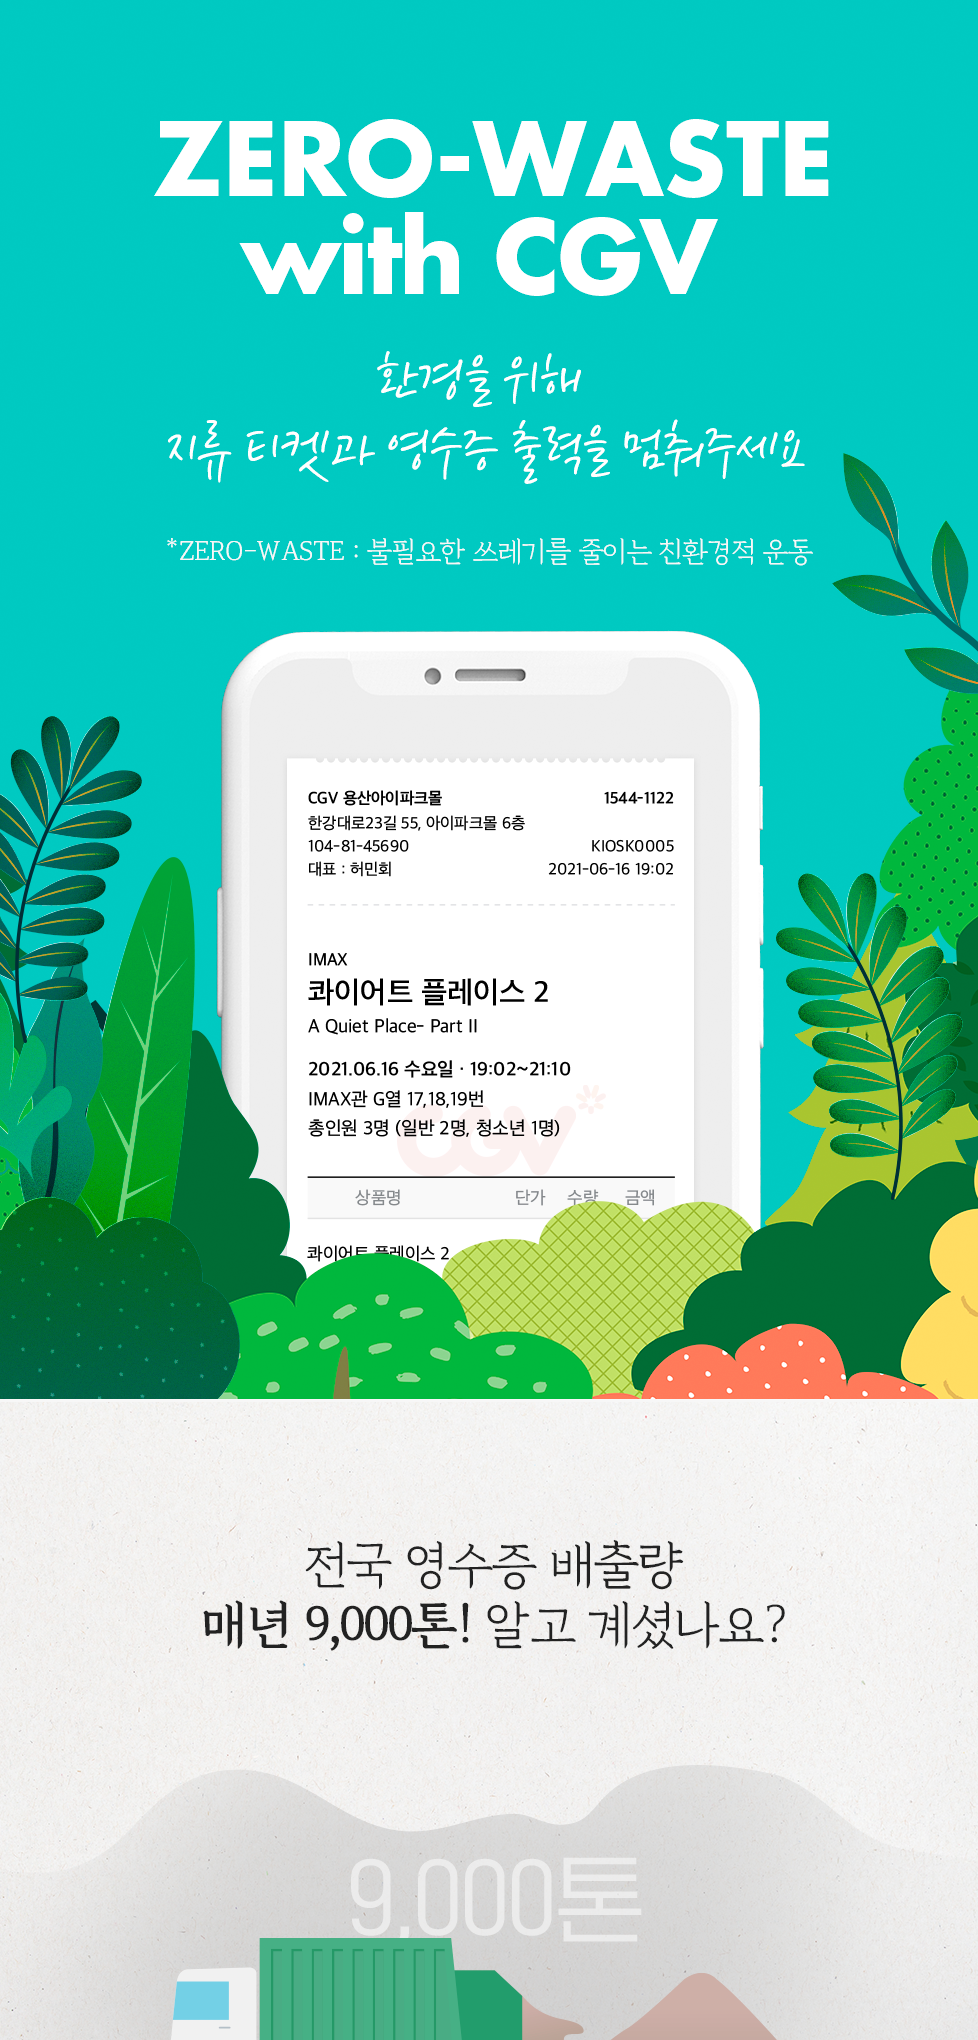 ZERO-WASTE
with CGV
환경을 위해
지류 티켓과 영수증 출력을 멈춰주세요
*ZERO-WASTE : 불필요한 쓰레기를 줄이는 친환경적 운동
CGV 용산아이파크몰 1544-1122
한강대로23길 55, 아이파크몰 6층
104-81-45690 KIOSK0005
대표 : 허민회 2021-06-16 19:02
IMAX
콰이어트 플레이스 2
A Quiet Place- Part II
2021.06.16 수요일 · 19:02~21:10
IMAX관 G열 17,18,19번
총인원 3명 (일반 2명, 청소년 1명)
CGV
상품명 단가 수량 금액
콰이어트 플레이스 2
전국 영수증 배출량
매년 9,000톤! 알고 계셨나요?
9,000톤